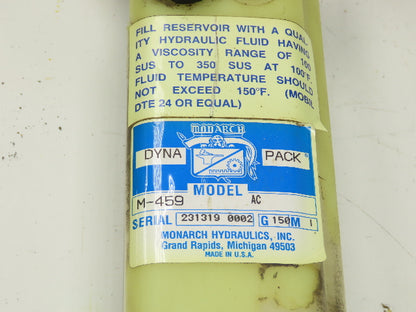 FILL RESERVOIR WITH A QUAL-
ITY HYDRAULIC FLUID HAVING
A VISCOSITY RANGE OF 100
SUS TO 350 SUS AT 100°F.
FLUID TEMPERATURE SHOULD
NOT EXCEED 150°F. (MOBIL
DTE 24 OR EQUAL)
MONARCH
DYNA PACK
MODEL
M-459 AC
SERIAL 231319 0002 G 150M
MONARCH HYDRAULICS, INC.
Grand Rapids, Michigan 49503
MADE IN U.S.A.